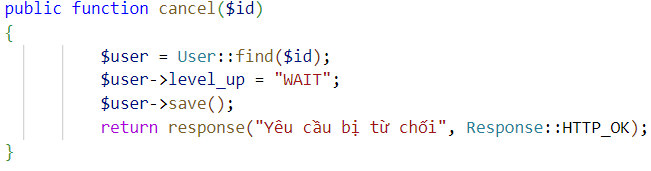 public function cancel($id)
{
$user = User::find($id);
$user->level_up = "WAIT";
$user->save();
return response("Yêu cầu bị từ chối", Response::HTTP_OK);
}